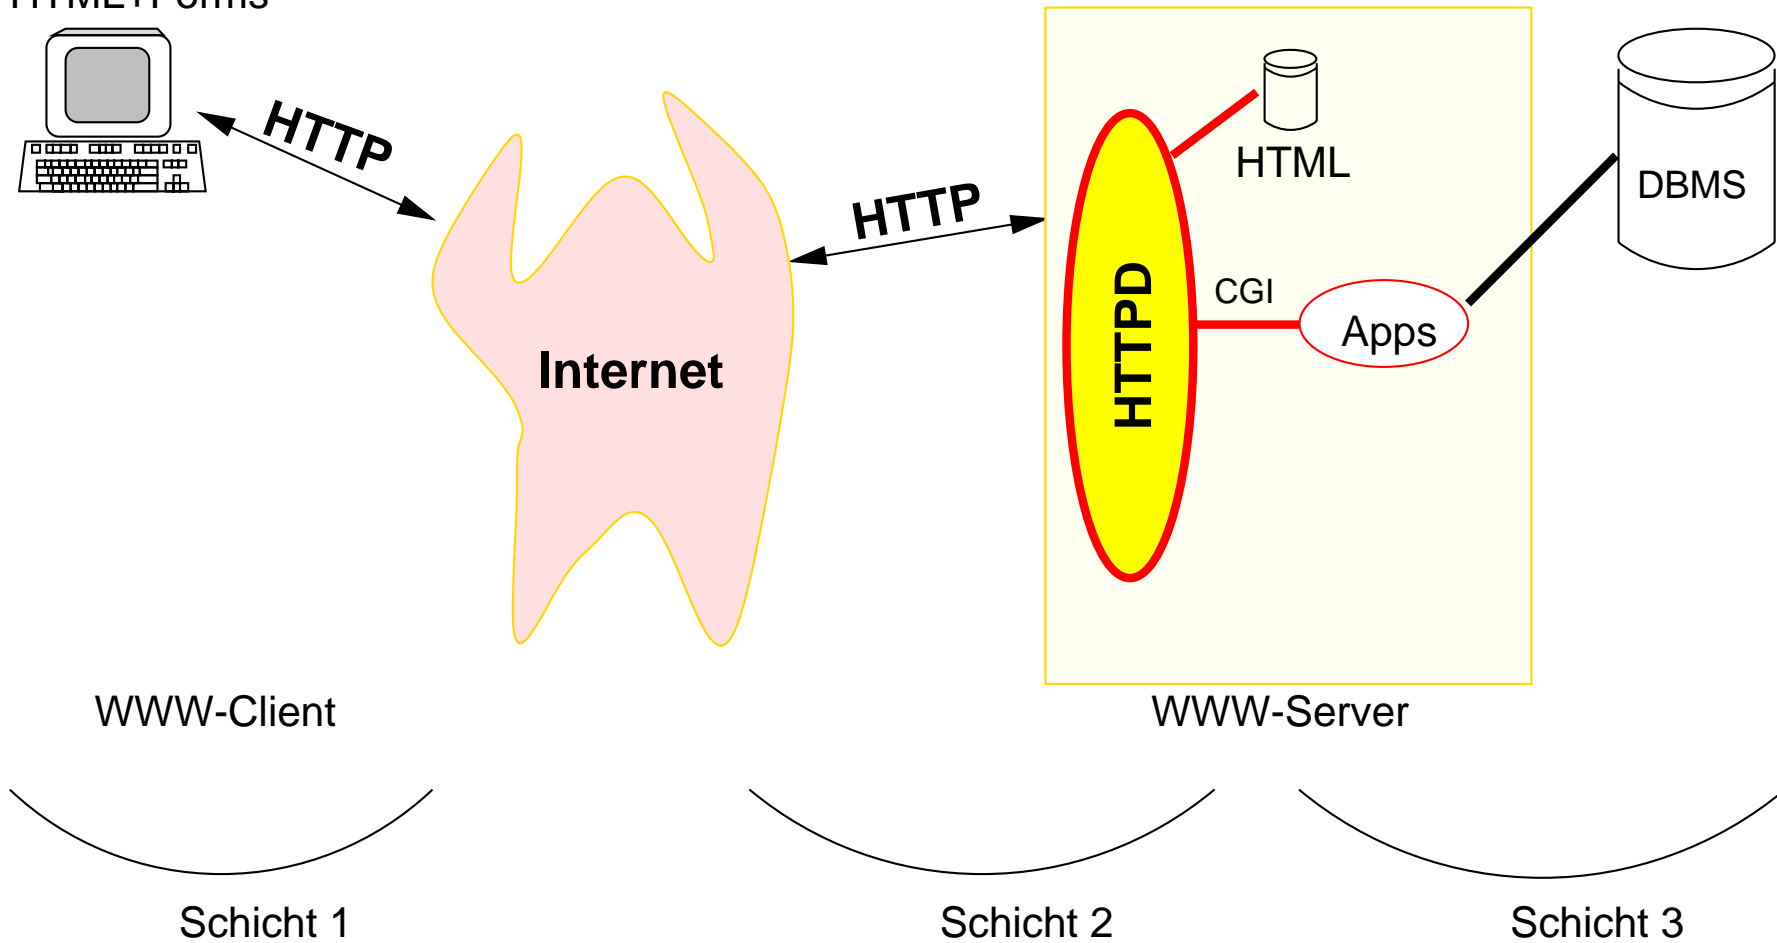 HTML+Forms
HTTP
HTTP
HTML
DBMS
CGI
HTTPD
Apps
Internet
WWW-Client
WWW-Server
Schicht 1
Schicht 2
Schicht 3